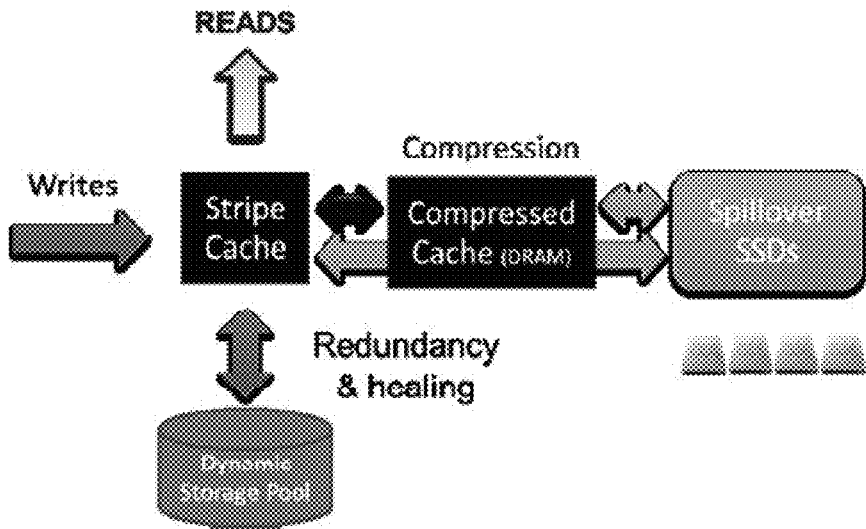 READS
Compression
Writes
Stripe
Cache
Compressed
Cache (DRAM)
Spillover
SSDs
Redundancy
& healing
Dynamic
Storage Pool